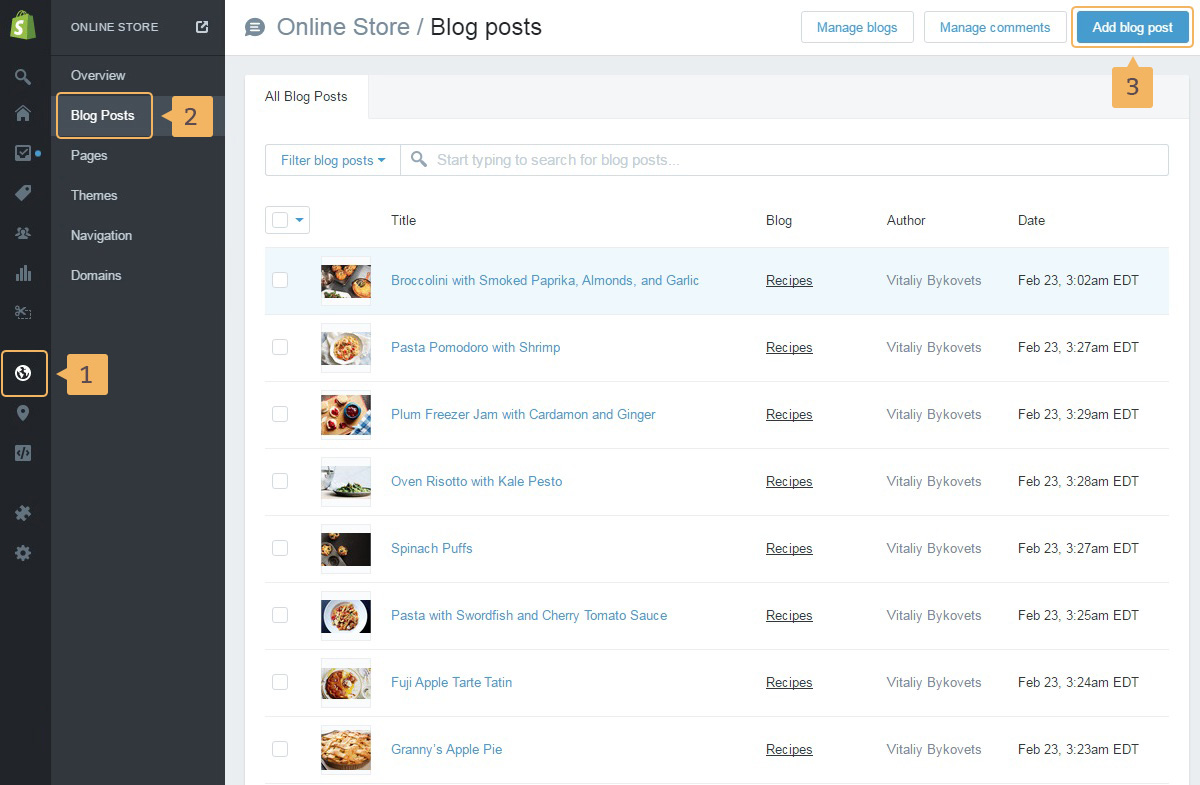 S
ONLINE STORE
Online Store / Blog posts
Manage blogs
Manage comments
Add blog post
3
Overview
Blog Posts
2
Pages
Themes
Navigation
Domains
1
All Blog Posts
Filter blog posts
Start typing to search for blog posts...
Title Blog Author Date
Broccolini with Smoked Paprika, Almonds, and Garlic Recipes Vitaliy Bykovets Feb 23, 3:02am EDT
Pasta Pomodoro with Shrimp Recipes Vitaliy Bykovets Feb 23, 3:27am EDT
Plum Freezer Jam with Cardamon and Ginger Recipes Vitaliy Bykovets Feb 23, 3:29am EDT
Oven Risotto with Kale Pesto Recipes Vitaliy Bykovets Feb 23, 3:28am EDT
Spinach Puffs Recipes Vitaliy Bykovets Feb 23, 3:27am EDT
Pasta with Swordfish and Cherry Tomato Sauce Recipes Vitaliy Bykovets Feb 23, 3:25am EDT
Fuji Apple Tarte Tatin Recipes Vitaliy Bykovets Feb 23, 3:24am EDT
Granny’s Apple Pie Recipes Vitaliy Bykovets Feb 23, 3:23am EDT